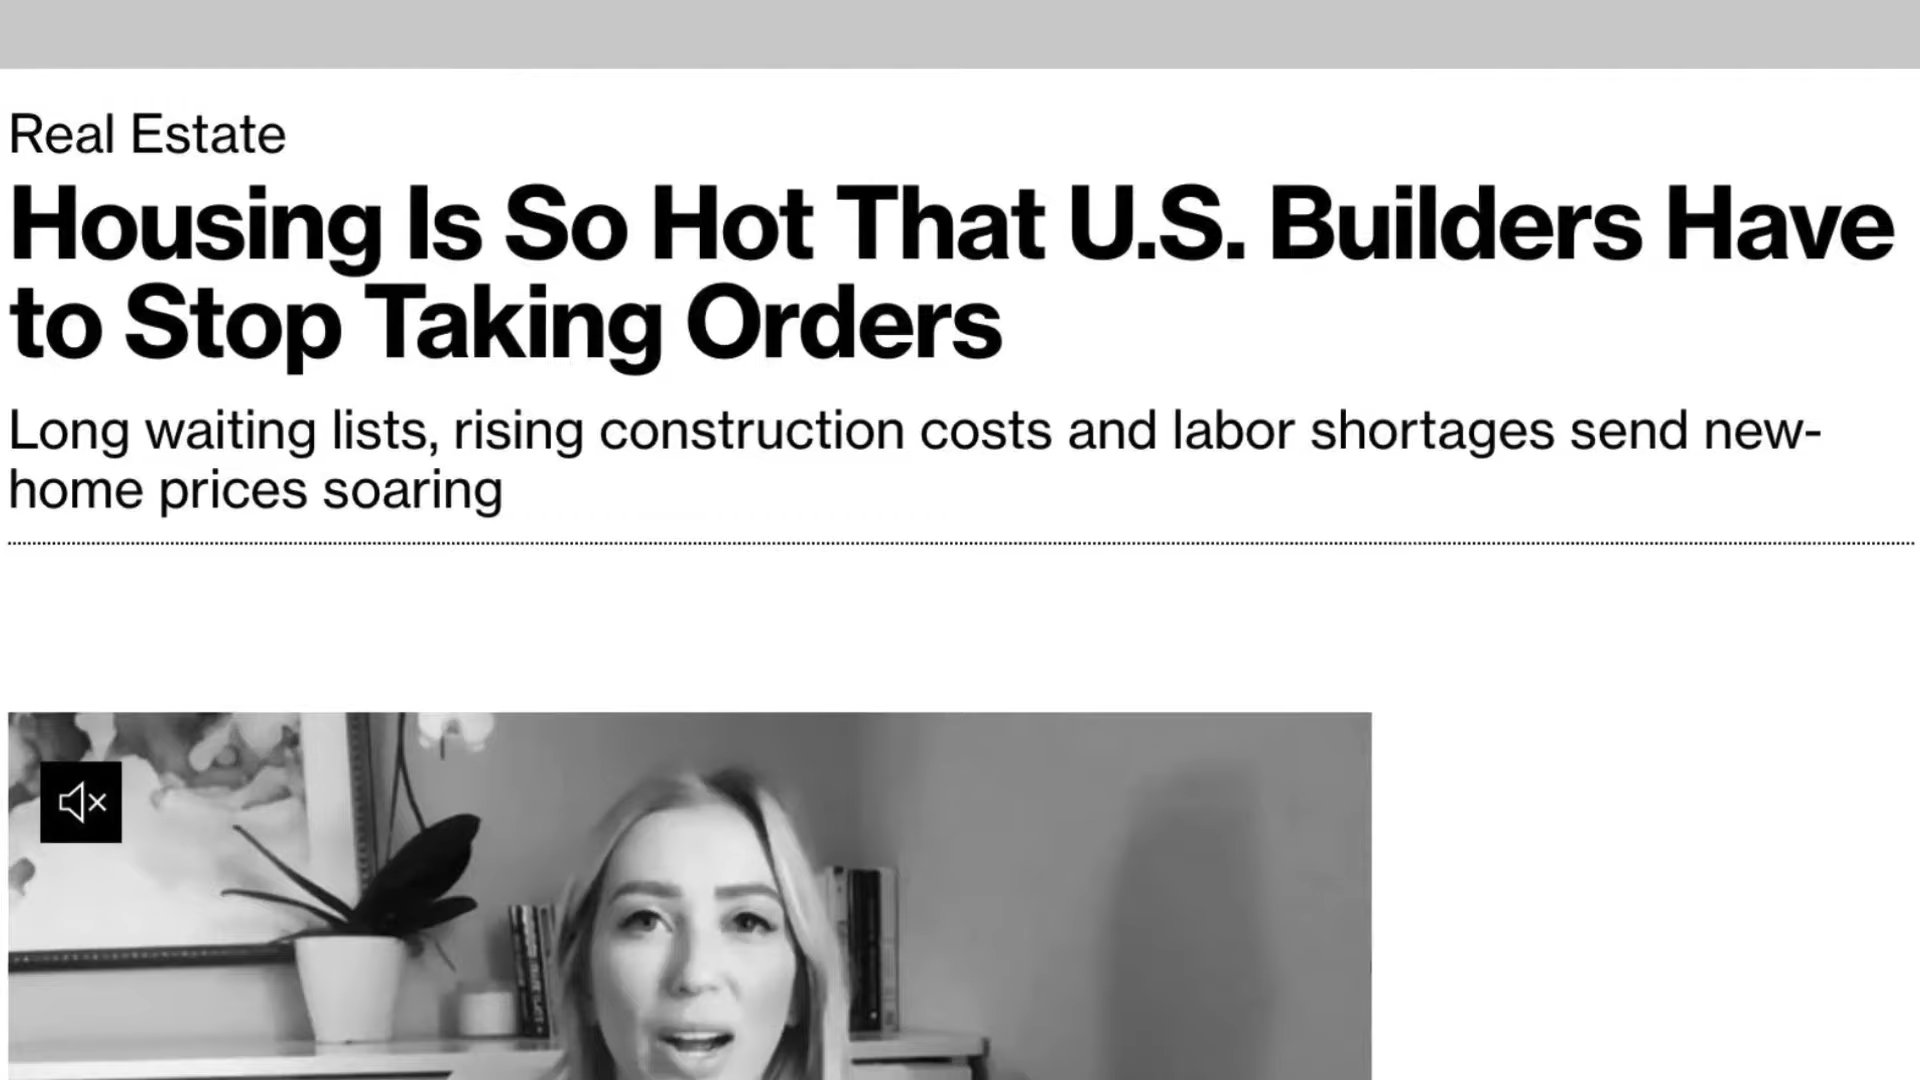 Real Estate
Housing Is So Hot That U.S. Builders Have
to Stop Taking Orders
Long waiting lists, rising construction costs and labor shortages send new-
home prices soaring